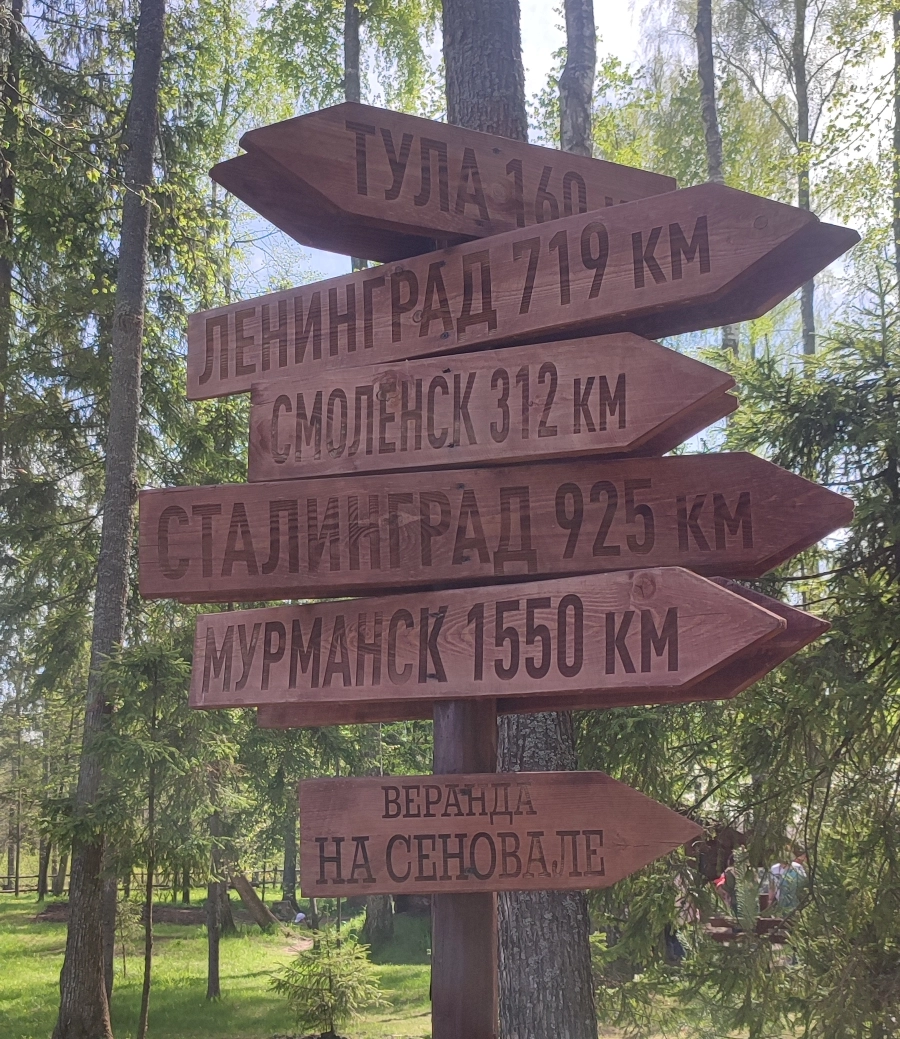 ТУЛА 160
ЛЕНИНГРАД 719 КМ
СМОЛЕНСК 312 КМ
СТАЛИНГРАД 925 КМ
МУРМАНСК 1550 КМ
ВЕРАНДА
НА СЕНОВАЛЕ